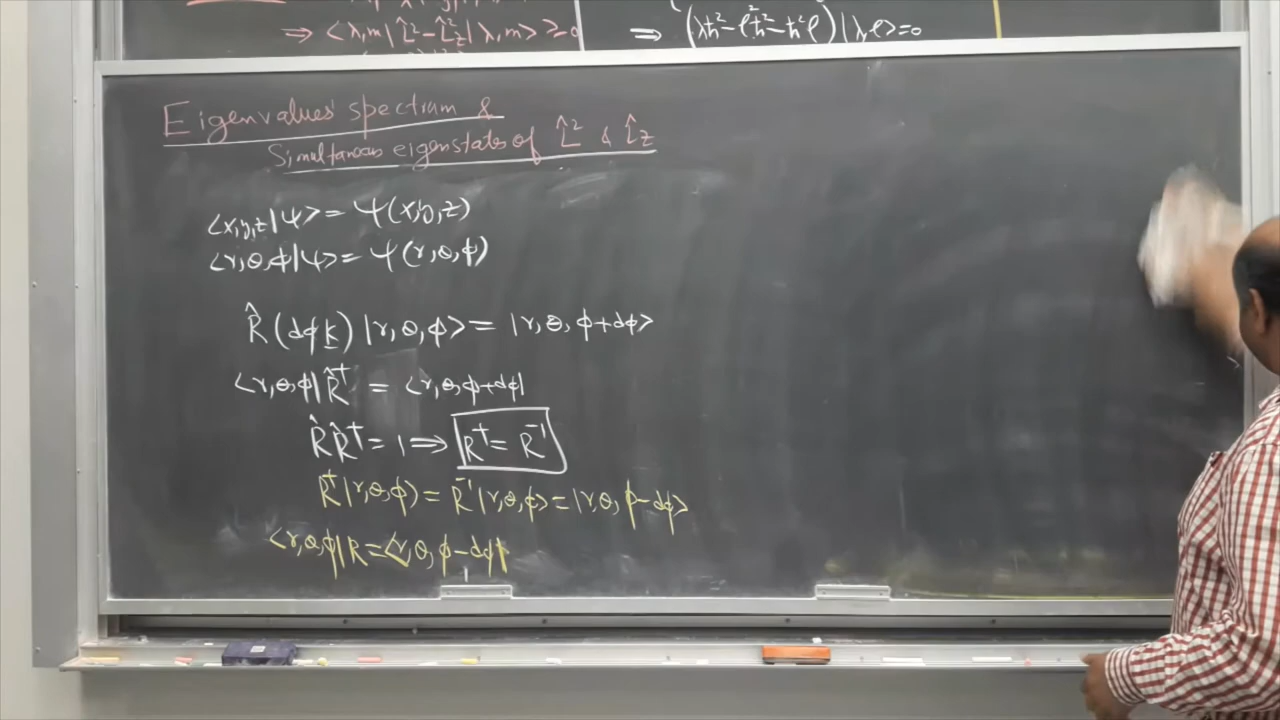 ⇒ <λ,m| L̂²-L̂z²|λ,m> ≥0
⇒ (λħ²-ℓ²ħ²-ħ²ℓ)|λ,ℓ>=0
Eigenvalues' spectrum &
Simultaneous eigenstates of L̂² & L̂z
<x,y,z|Ψ> = Ψ(x,y,z)
<r,θ,φ|Ψ> = Ψ(r,θ,φ)
R̂(dφk)|r,θ,φ> = |r,θ,φ+dφ>
<r,θ,φ|R̂† = <r,θ,φ+dφ|
R̂R̂† = 1 ⇒ R† = R⁻¹
R†|r,θ,φ> = R⁻¹|r,θ,φ> = |r,θ,φ-dφ>
<r,θ,φ|R = <r,θ,φ-dφ|